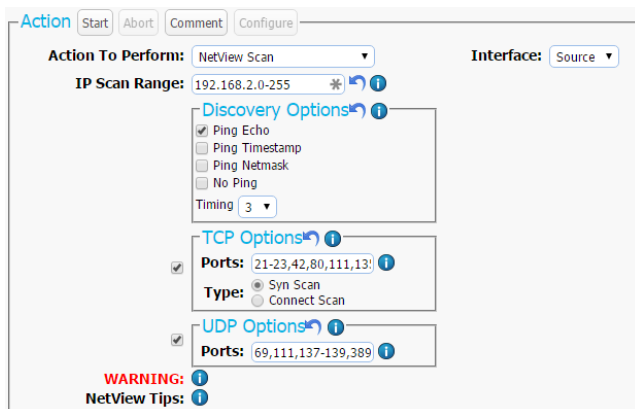 Action Start Abort Comment Configure
Action To Perform: NetView Scan Interface: Source
IP Scan Range: 192.168.2.0-255
Discovery Options
Ping Echo
Ping Timestamp
Ping Netmask
No Ping
Timing 3
TCP Options
Ports: 21-23,42,80,111,135
Type: Syn Scan
Connect Scan
UDP Options
Ports: 69,111,137-139,389
WARNING:
NetView Tips: